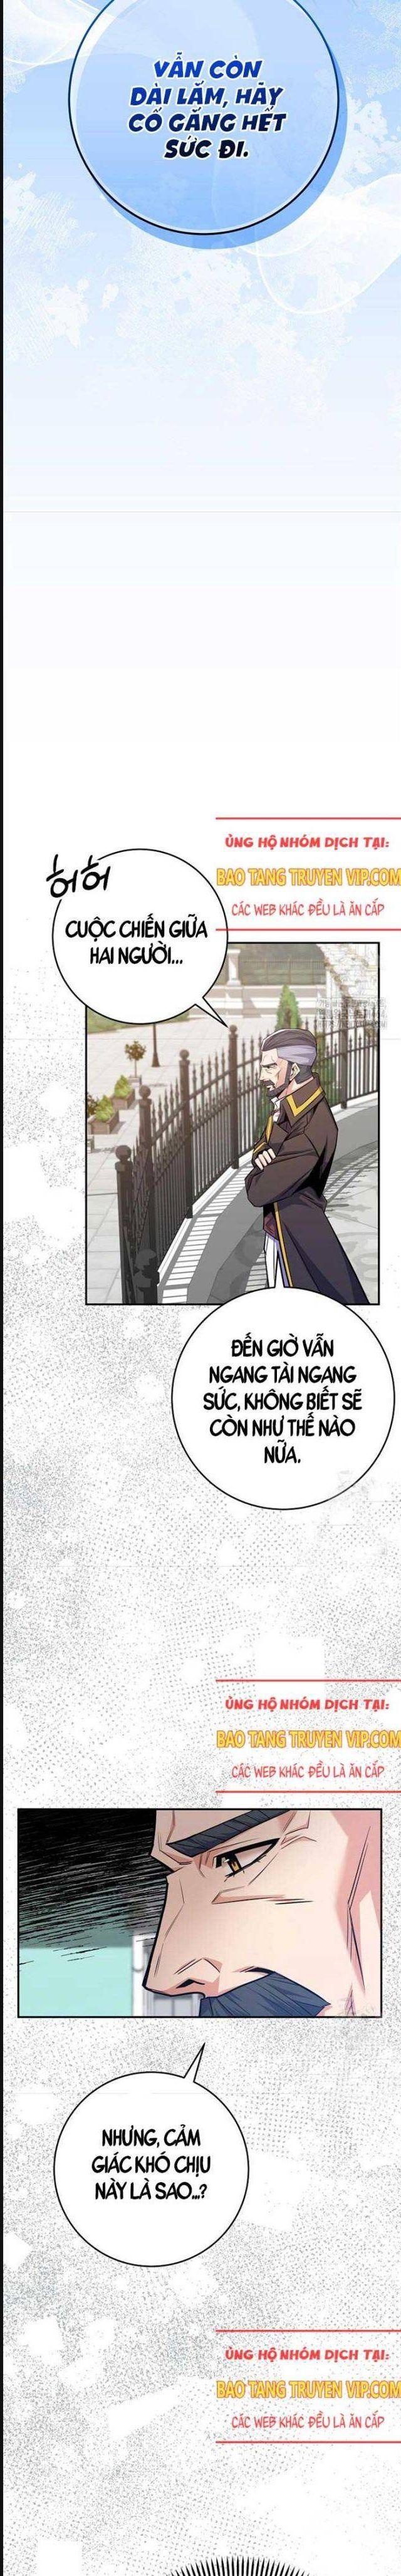 VẪN CÒN
DÀI LẮM, HÃY
CỐ GẮNG HẾT
SỨC ĐI.
ỦNG HỘ NHÓM DỊCH TẠI:
BAO TANG TRUYEN VIP.COM
CÁC WEB KHÁC ĐỀU LÀ ĂN CẮP
허허
CUỘC CHIẾN GIỮA
HAI NGƯỜI...
ĐẾN GIỜ VẪN
NGANG TÀI NGANG
SỨC, KHÔNG BIẾT SẼ
CÒN NHƯ THẾ NÀO
NỮA.
ỦNG HỘ NHÓM DỊCH TẠI:
BAO TANG TRUYEN VIP.COM
CÁC WEB KHÁC ĐỀU LÀ ĂN CẮP
NHƯNG, CẢM
GIÁC KHÓ CHỊU
NÀY LÀ SAO...?
ỦNG HỘ NHÓM DỊCH TẠI:
BAO TANG TRUYEN VIP.COM
CÁC WEB KHÁC ĐỀU LÀ ĂN CẮP